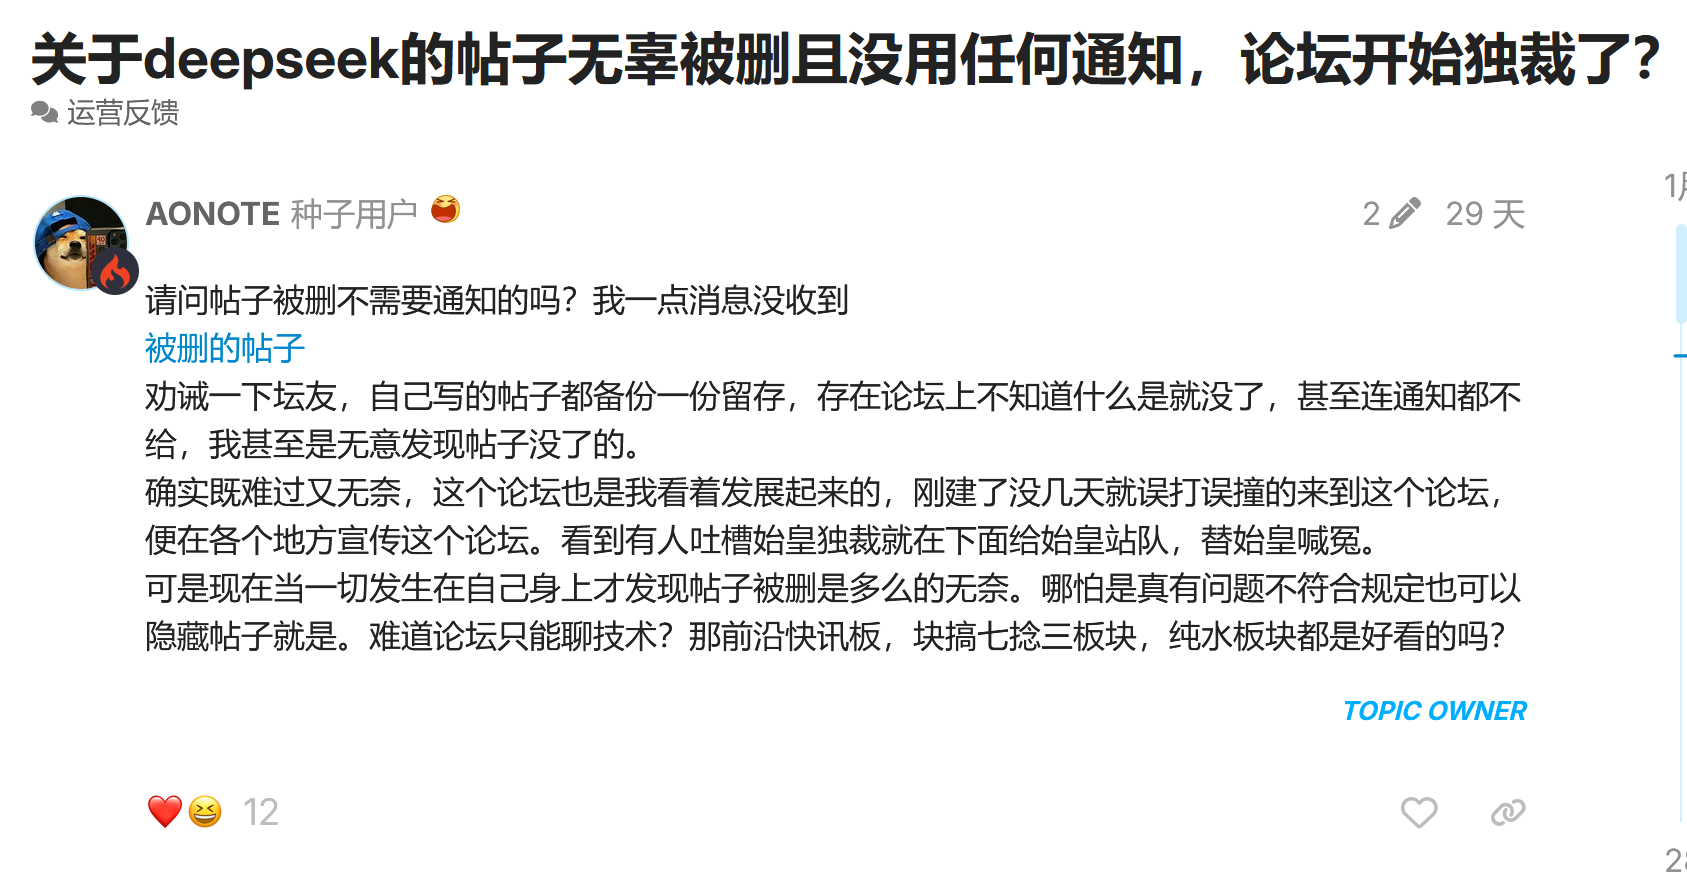 关于deepseek的帖子无辜被删且没用任何通知，论坛开始独裁了？
运营反馈
AONOTE 种子用户
2
29 天
请问帖子被删不需要通知的吗？我一点消息没收到
被删的帖子
劝诫一下坛友，自己写的帖子都备份一份留存，存在论坛上不知道什么是就没了，甚至连通知都不
给，我甚至是无意发现帖子没了的。
确实既难过又无奈，这个论坛也是我看着发展起来的，刚建了没几天就误打误撞的来到这个论坛，
便在各个地方宣传这个论坛。看到有人吐槽始皇独裁就在下面给始皇站队，替始皇喊冤。
可是现在当一切发生在自己身上才发现帖子被删是多么的无奈。哪怕是真有问题不符合规定也可以
隐藏帖子就是。难道论坛只能聊技术？那前沿快讯板，块搞七捻三板块，纯水板块都是好看的吗？
TOPIC OWNER
12